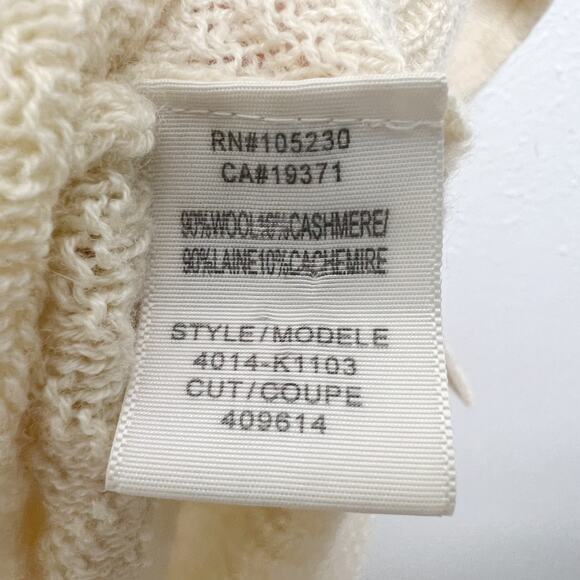 RN#105230
CA#19371
90%WOOL10%CASHMERE/
90%LAINE10%CACHEMIRE
STYLE/MODELE
4014-K1103
CUT/COUPE
409614